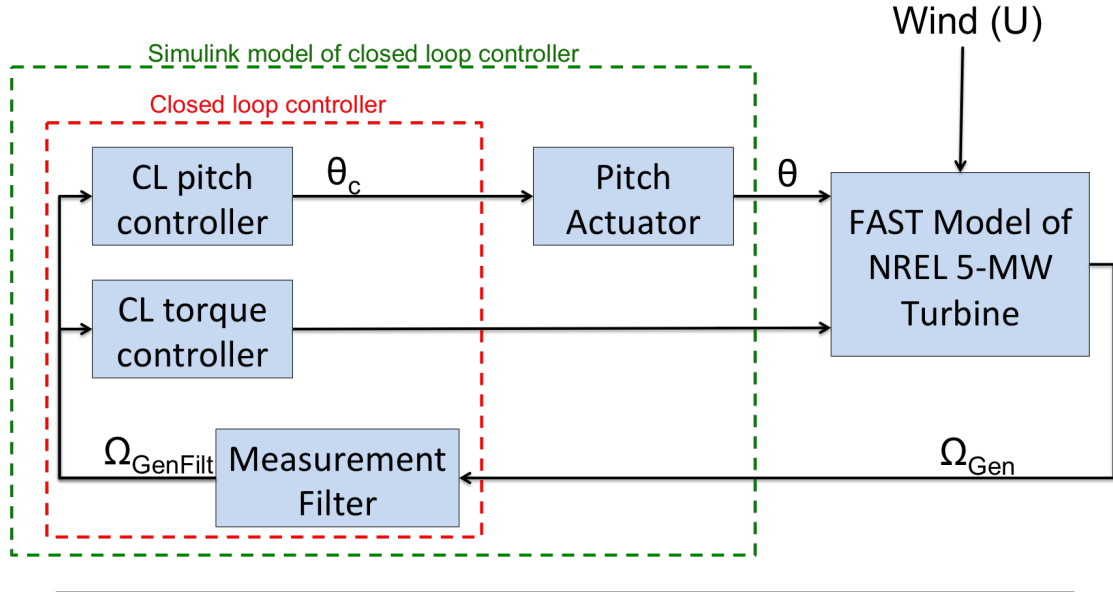 Wind (U)
Simulink model of closed loop controller
Closed loop controller
CL pitch
controller
θc
Pitch
Actuator
θ
FAST Model of
NREL 5-MW
Turbine
CL torque
controller
ΩGenFilt
Measurement
Filter
ΩGen